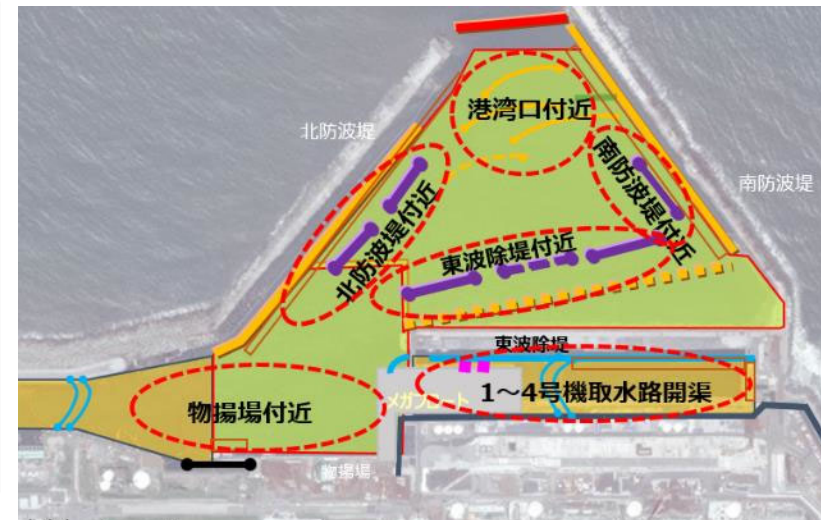 港湾口付近
北防波堤
南防波堤付近
南防波堤
北防波堤付近
東波除堤付近
東波除堤
メガフロート
1～4号機取水路開渠
物揚場付近
物揚場